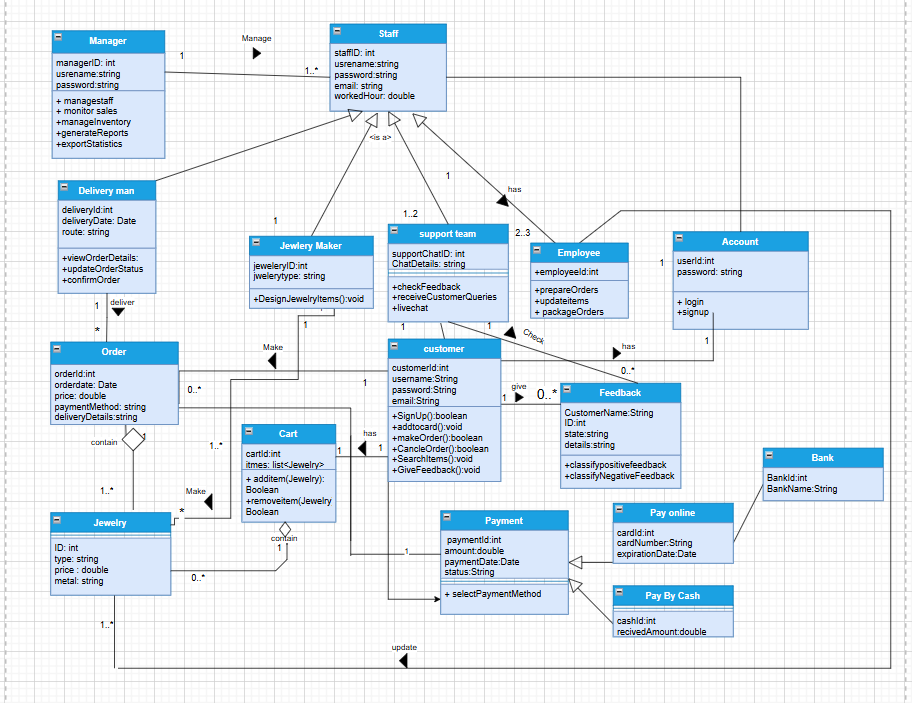 Manager
managerID: int
usrename:string
password:string
+ managestaff
+ monitor sales
+manageInventory
+generateReports
+exportStatistics
1
Manage
1..*
Staff
staffID: int
usrename:string
password:string
email: string
workedHour: double
<is a>
Delivery man
deliveryId:int
deliveryDate: Date
route: string
+viewOrderDetails:
+updateOrderStatus
+confirmOrder
1
deliver
*
1
Jewlery Maker
jeweleryID:int
jwelerytype: string
+DesignJewelryItems():void
1
1
1..2
support team
supportChatID: int
ChatDetails: string
+checkFeedback
+receiveCustomerQueries
+livechat
1
1
Check
has
2..3
Employee
+employeeId:int
+prepareOrders
+updateitems
+ packageOrders
1
Account
userId:int
password: string
+ login
+signup
1
has
0..*
Order
orderId:int
orderdate: Date
price: double
paymentMethod: string
deliveryDetails:string
0..*
Make
1
contain
1
1..*
customer
customerId:int
username:String
password:String
email:String
+SignUp():boolean
+addtocard():void
+makeOrder():boolean
+CancleOrder():boolean
+SearchItems():void
+GiveFeedback():void
1
give
0..*
Feedback
CustomerName:String
ID:int
state:string
details:string
+classifypositivefeedback
+classifyNegativeFeedback
Cart
cartId:int
itmes: list<Jewelry>
+ additem(Jewelry):
Boolean
+removeitem(Jewelry
Boolean
1
has
1
1..*
Make
*
contain
1
0..*
Jewelry
ID: int
type: string
price : double
metal: string
1..*
Payment
paymentId:int
amount:double
paymentDate:Date
status:String
+ selectPaymentMethod
1
Pay online
cardId:int
cardNumber:String
expirationDate:Date
Bank
BankId:int
BankName:String
Pay By Cash
cashId:int
recivedAmount:double
update